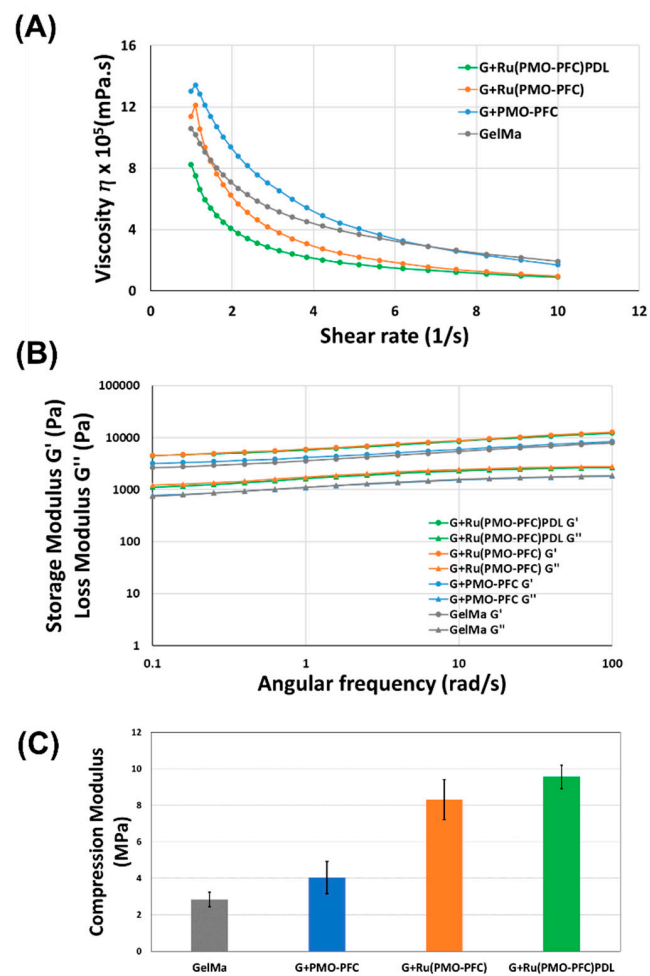 (A)
16
12
8
4
0
Viscosity η x 10⁵(mPa.s)
G+Ru(PMO-PFC)PDL
G+Ru(PMO-PFC)
G+PMO-PFC
GelMa
0 2 4 6 8 10 12
Shear rate (1/s)
(B)
100000
10000
1000
100
10
1
Storage Modulus G' (Pa)
Loss Modulus G" (Pa)
G+Ru(PMO-PFC)PDL G'
G+Ru(PMO-PFC)PDL G"
G+Ru(PMO-PFC) G'
G+Ru(PMO-PFC) G"
G+PMO-PFC G'
G+PMO-PFC G"
GelMa G'
GelMa G"
0.1 1 10 100
Angular frequency (rad/s)
(C)
12
10
8
6
4
2
0
Compression Modulus
(MPa)
GelMa G+PMO-PFC G+Ru(PMO-PFC) G+Ru(PMO-PFC)PDL